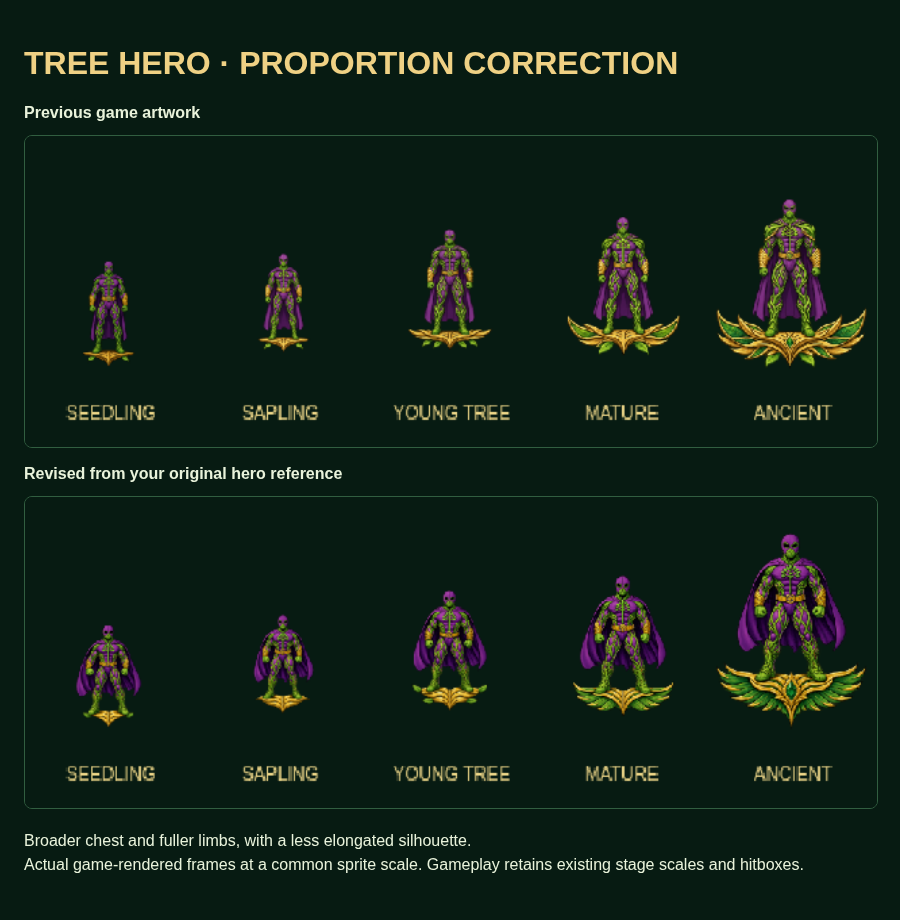 TREE HERO · PROPORTION CORRECTION
Previous game artwork
SEEDLING SAPLING YOUNG TREE MATURE ANCIENT
Revised from your original hero reference
SEEDLING SAPLING YOUNG TREE MATURE ANCIENT
Broader chest and fuller limbs, with a less elongated silhouette.
Actual game-rendered frames at a common sprite scale. Gameplay retains existing stage scales and hitboxes.